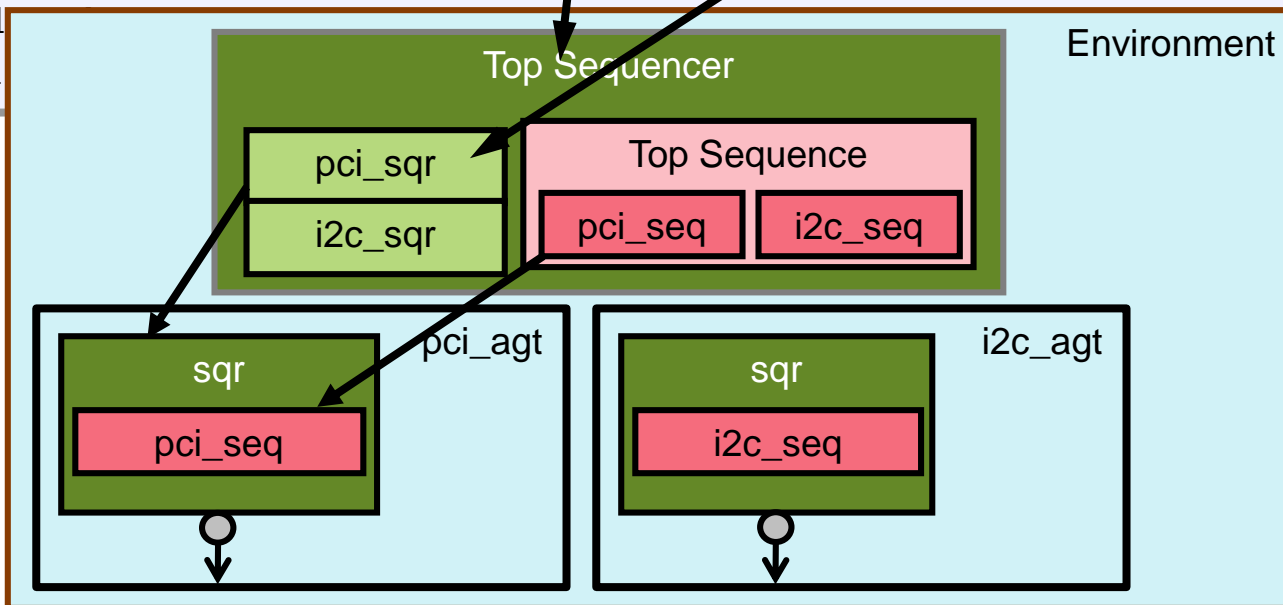 Environment
Top Sequencer
pci_sqr
i2c_sqr
Top Sequence
pci_seq
i2c_seq
pci_agt
sqr
pci_seq
i2c_agt
sqr
i2c_seq